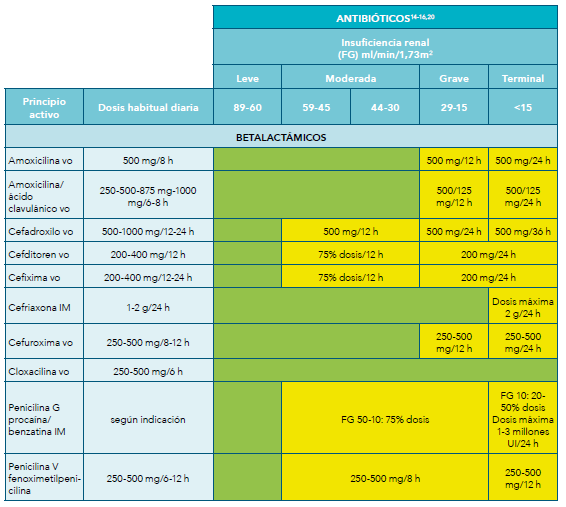 ANTIBIÓTICOS14-16,20
Insuficiencia renal
(FG) ml/min/1,73m²
Leve Moderada Grave Terminal
Principio
activo
Dosis habitual diaria 89-60 59-45 44-30 29-15 <15
BETALACTÁMICOS
Amoxicilina vo 500 mg/8 h 500 mg/12 h 500 mg/24 h
Amoxicilina/
ácido
clavulánico vo
250-500-875 mg-1000
mg/6-8 h
500/125
mg/12 h
500/125
mg/24 h
Cefadroxilo vo 500-1000 mg/12-24 h 500 mg/12 h 500 mg/24 h 500 mg/36 h
Cefditoren vo 200-400 mg/12 h 75% dosis/12 h 200 mg/24 h
Cefixima vo 200-400 mg/12-24 h 75% dosis/12 h 200 mg/24 h
Cefriaxona IM 1-2 g/24 h
Dosis máxima
2 g/24 h
Cefuroxima vo 250-500 mg/8-12 h
250-500
mg/12 h
250-500
mg/24 h
Cloxacilina vo 250-500 mg/6 h
Penicilina G
procaína/
benzatina IM
según indicación
FG 50-10: 75% dosis
FG 10: 20-
50% dosis
Dosis máxima
1-3 millones
UI/24 h
Penicilina V
fenoximetilpeni-
cilina
250-500 mg/6-12 h
250-500 mg/8 h
250-500
mg/12 h